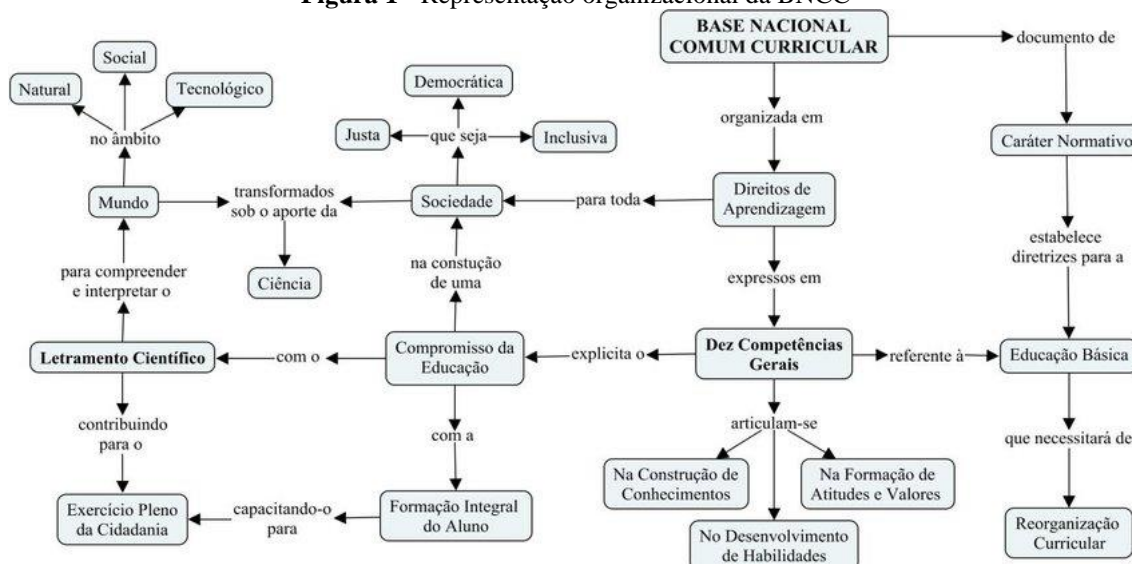 Figura 1 - Representação organizacional da BNCC
BASE NACIONAL
COMUM CURRICULAR
documento de
Social
Natural
Tecnológico
no âmbito
Democrática
Justa
que seja
Inclusiva
organizada em
Caráter Normativo
Mundo
transformados
sob o aporte da
Sociedade
para toda
Direitos de
Aprendizagem
para compreender
e interpretar o
Ciência
na constução
de uma
expressos em
estabelece
diretrizes para a
Letramento Científico
com o
Compromisso da
Educação
explicita o
Dez Competências
Gerais
referente à
Educação Básica
contribuindo
para o
com a
articulam-se
que necessitará de
Na Construção de
Conhecimentos
Na Formação de
Atitudes e Valores
Exercício Pleno
da Cidadania
capacitando-o
para
Formação Integral
do Aluno
No Desenvolvimento
de Habilidades
Reorganização
Curricular